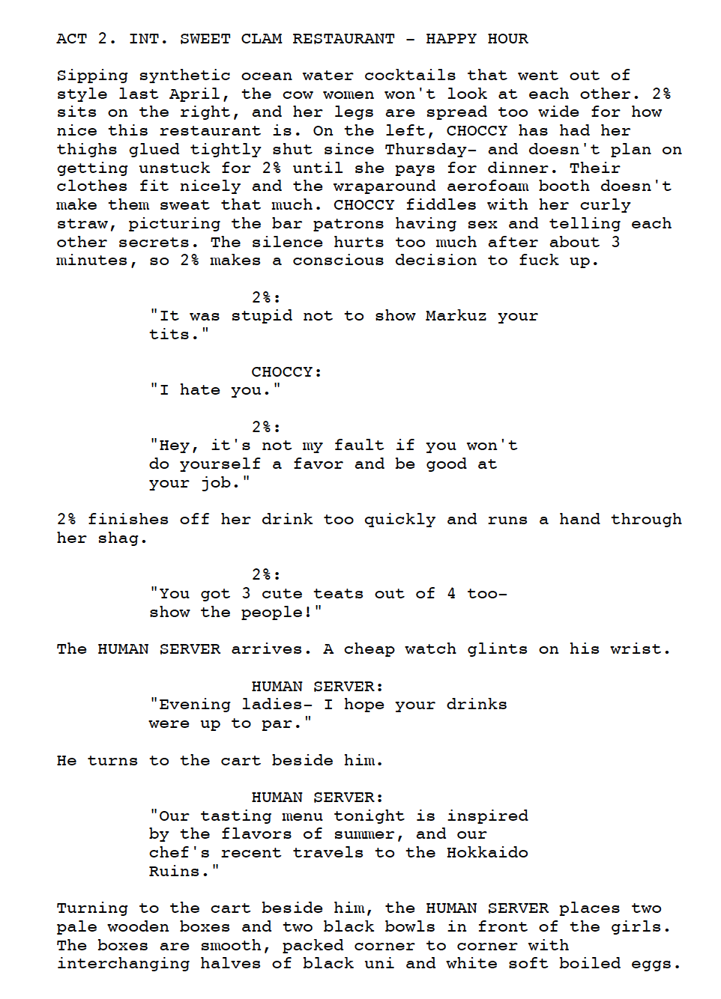 ACT 2. INT. SWEET CLAM RESTAURANT - HAPPY HOUR
Sipping synthetic ocean water cocktails that went out of
style last April, the cow women won't look at each other. 2%
sits on the right, and her legs are spread too wide for how
nice this restaurant is. On the left, CHOCCY has had her
thighs glued tightly shut since Thursday- and doesn't plan on
getting unstuck for 2% until she pays for dinner. Their
clothes fit nicely and the wraparound aerofoam booth doesn't
make them sweat that much. CHOCCY fiddles with her curly
straw, picturing the bar patrons having sex and telling each
other secrets. The silence hurts too much after about 3
minutes, so 2% makes a conscious decision to fuck up.
2%:
"It was stupid not to show Markuz your
tits."
CHOCCY:
"I hate you."
2%:
"Hey, it's not my fault if you won't
do yourself a favor and be good at
your job."
2% finishes off her drink too quickly and runs a hand through
her shag.
2%:
"You got 3 cute teats out of 4 too-
show the people!"
The HUMAN SERVER arrives. A cheap watch glints on his wrist.
HUMAN SERVER:
"Evening ladies- I hope your drinks
were up to par."
He turns to the cart beside him.
HUMAN SERVER:
"Our tasting menu tonight is inspired
by the flavors of summer, and our
chef's recent travels to the Hokkaido
Ruins."
Turning to the cart beside him, the HUMAN SERVER places two
pale wooden boxes and two black bowls in front of the girls.
The boxes are smooth, packed corner to corner with
interchanging halves of black uni and white soft boiled eggs.